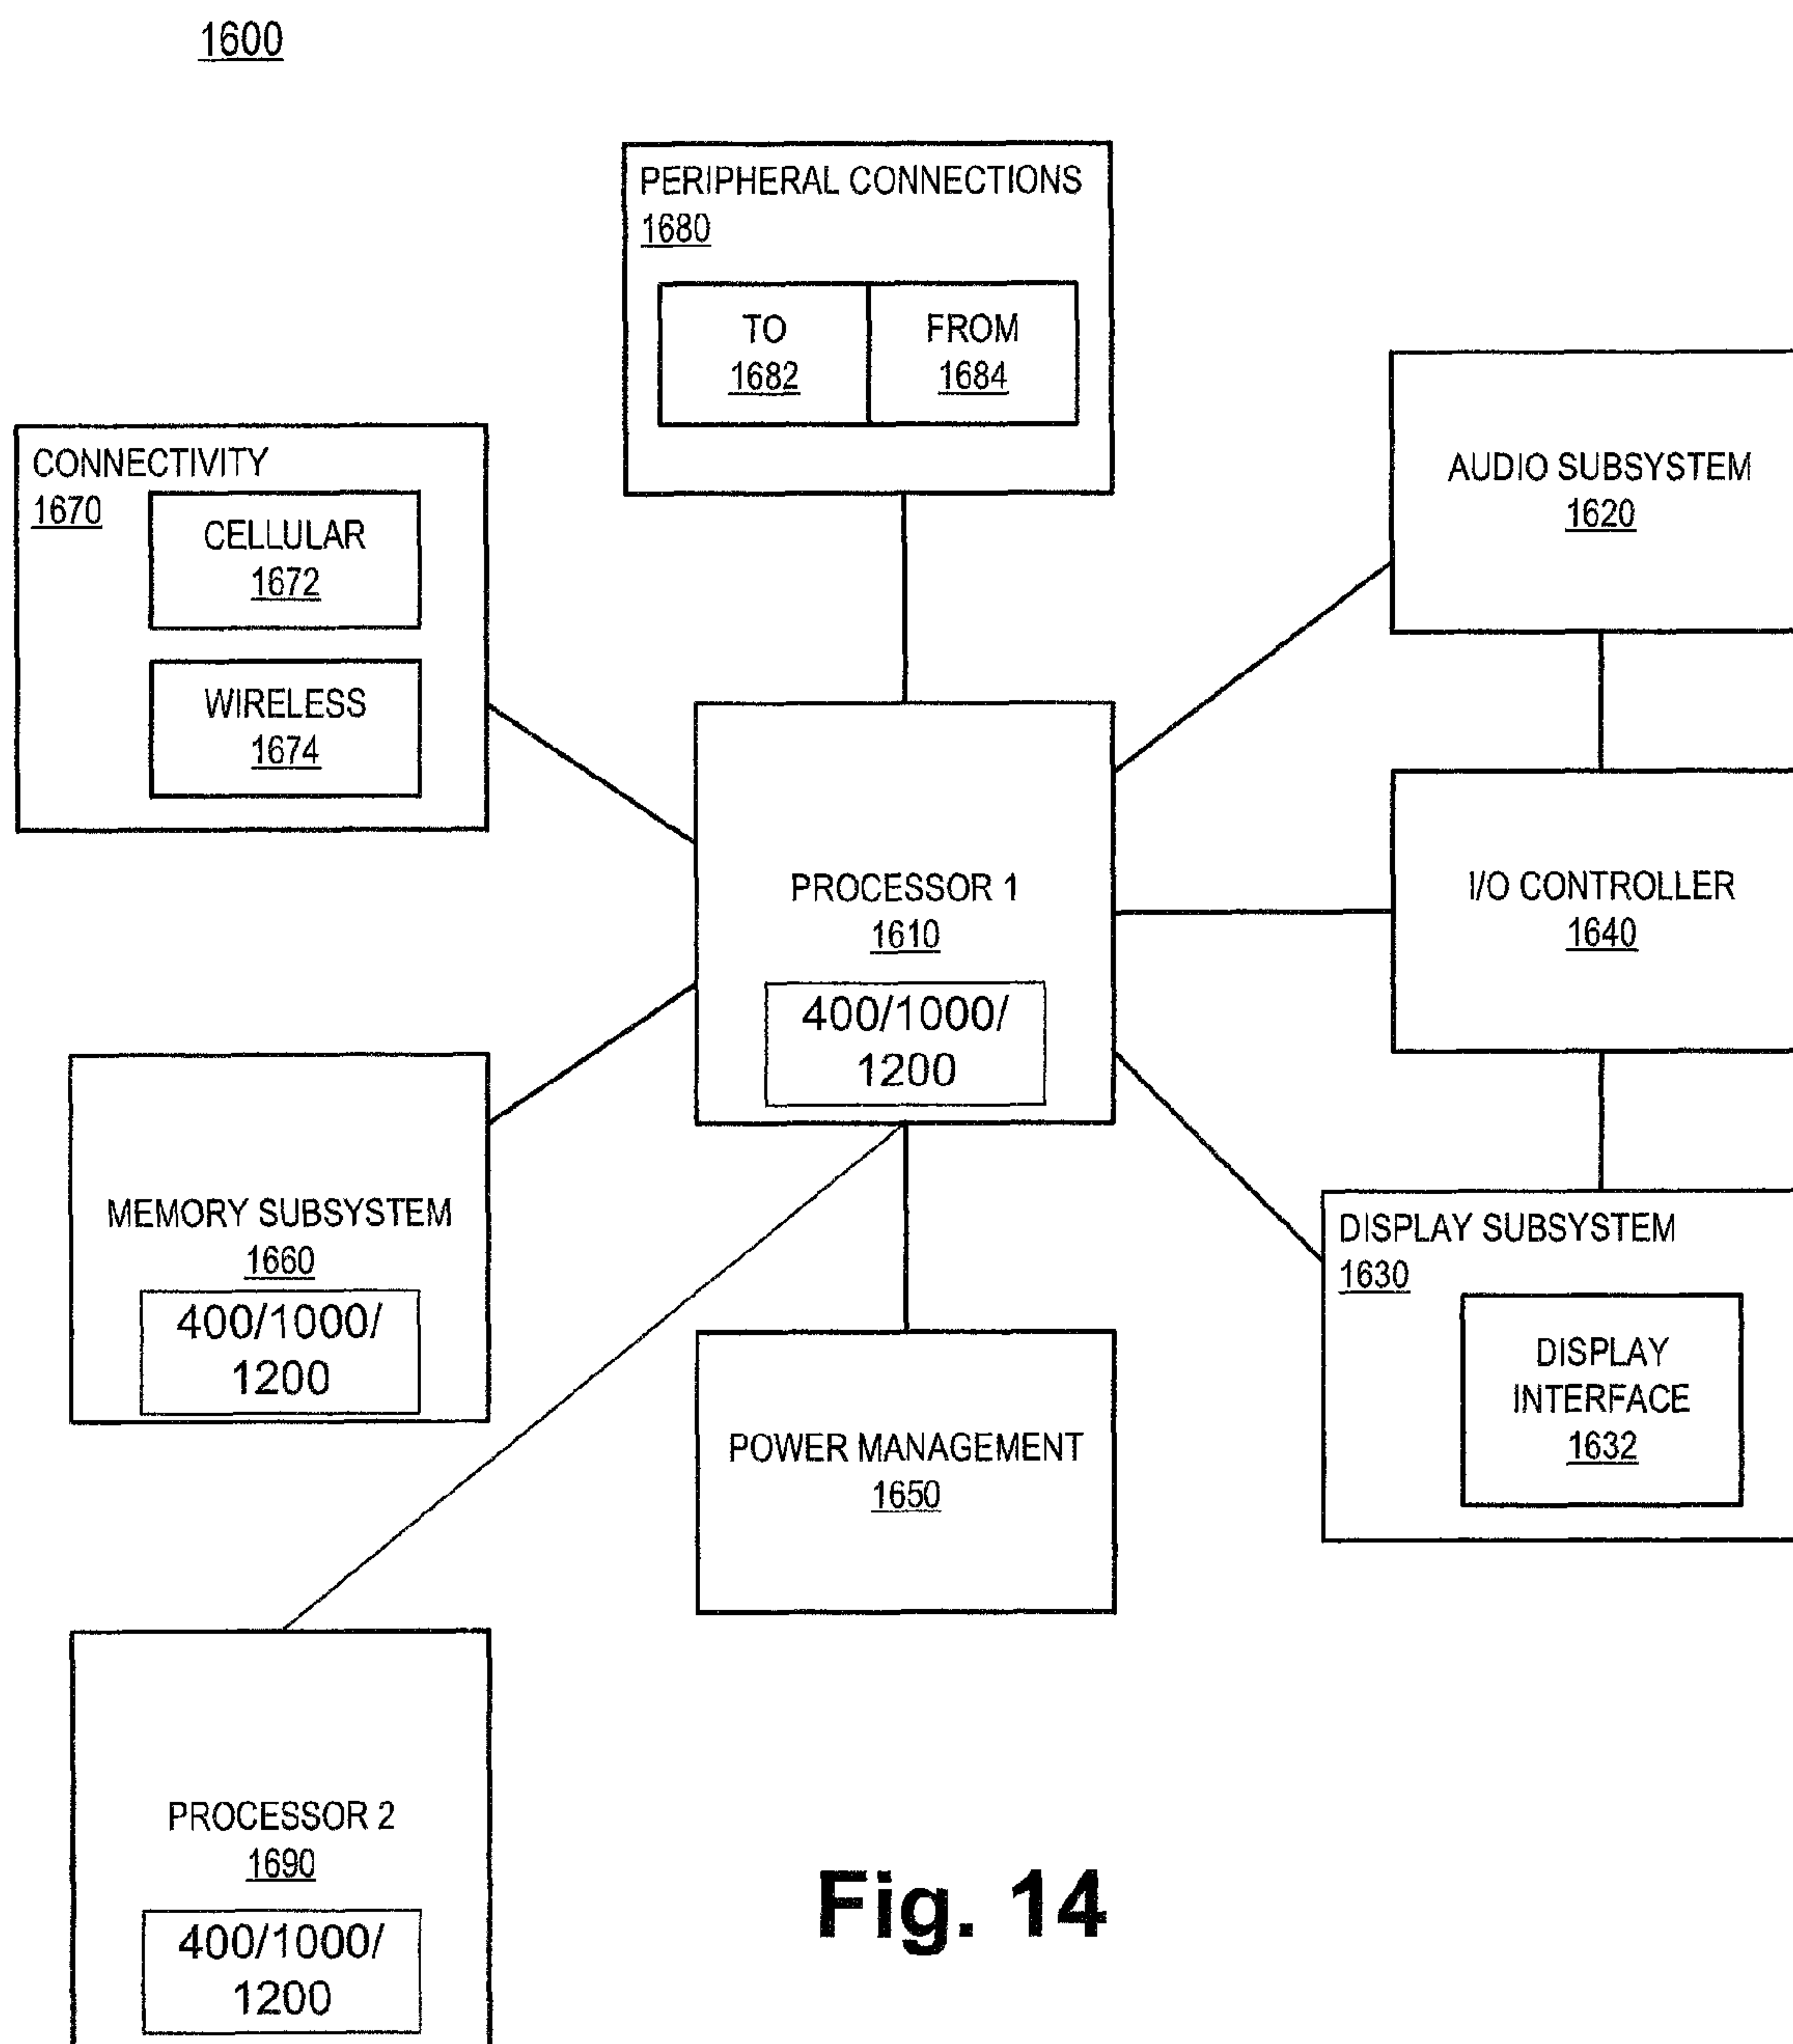 1600
PERIPHERAL CONNECTIONS
1680
TO
1682
FROM
1684
CONNECTIVITY
1670
CELLULAR
1672
WIRELESS
1674
AUDIO SUBSYSTEM
1620
PROCESSOR 1
1610
400/1000/
1200
I/O CONTROLLER
1640
MEMORY SUBSYSTEM
1660
400/1000/
1200
DISPLAY SUBSYSTEM
1630
DISPLAY
INTERFACE
1632
POWER MANAGEMENT
1650
PROCESSOR 2
1690
400/1000/
1200
Fig. 14